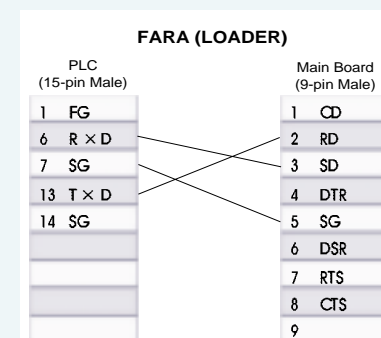 FARA (LOADER)
PLC
(15-pin Male)
1 FG
6 R × D
7 SG
13 T × D
14 SG
Main Board
(9-pin Male)
1 CD
2 RD
3 SD
4 DTR
5 SG
6 DSR
7 RTS
8 CTS
9